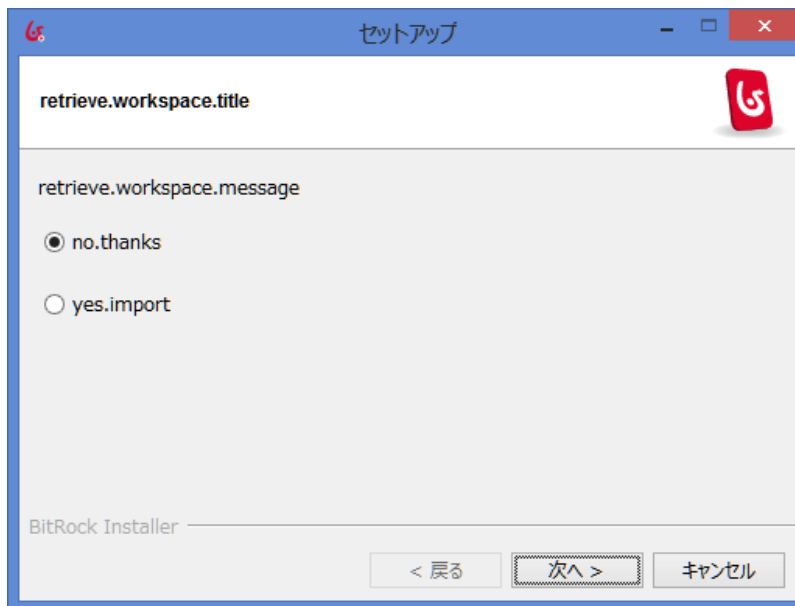 セットアップ
retrieve.workspace.title
retrieve.workspace.message
no.thanks
yes.import
BitRock Installer
< 戻る 次へ > キャンセル